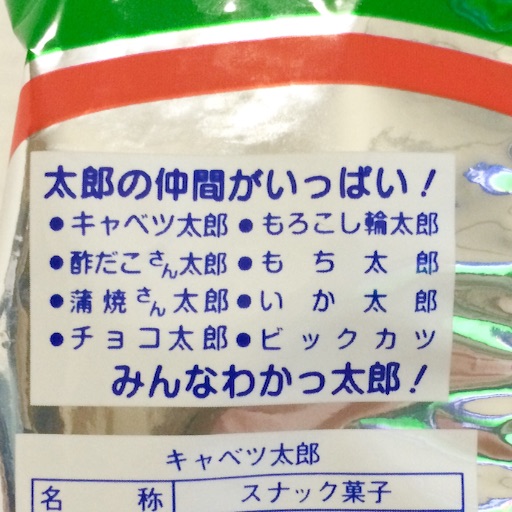 太郎の仲間がいっぱい!
●キャベツ太郎●もろこし輪太郎
●酢だこさん太郎●もち太郎
●蒲焼さん太郎●いか太郎
●チョコ太郎●ビックカツ
みんなわかっ太郎!
キャベツ太郎
名称 スナック菓子